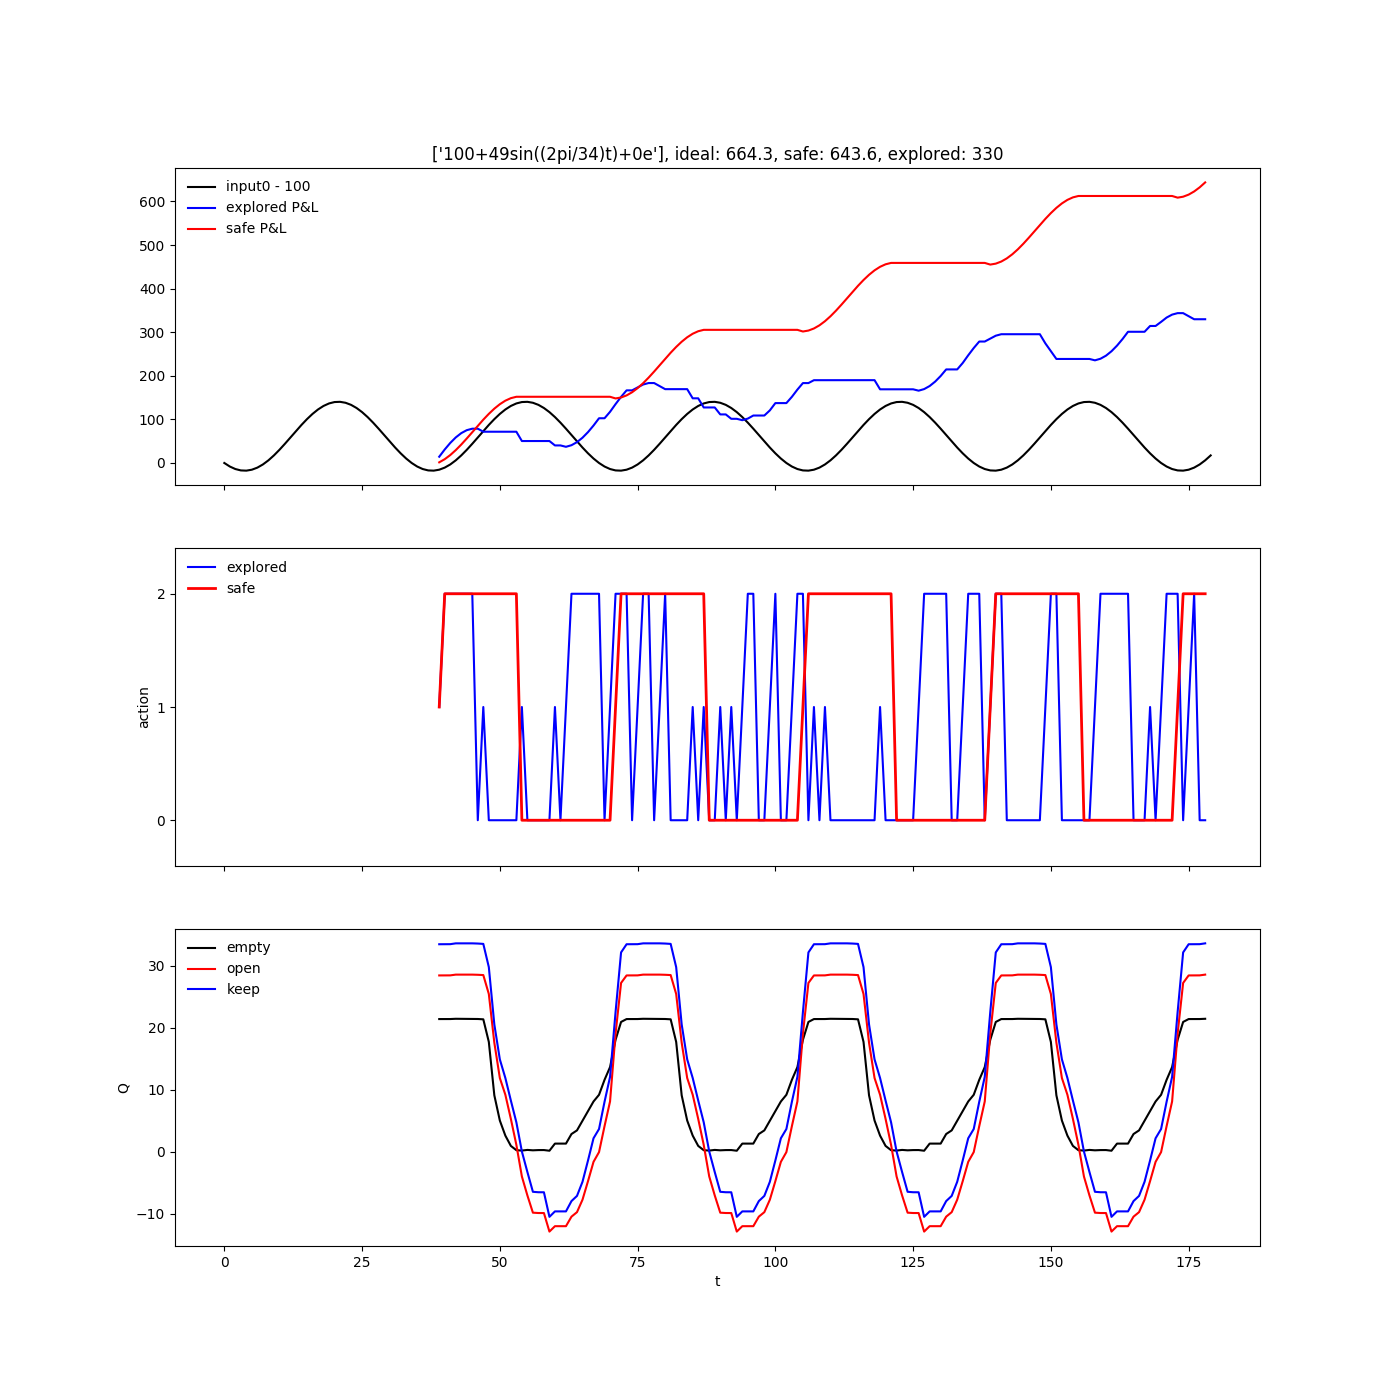 ['100+49sin((2pi/34)t)+0e'], ideal: 664.3, safe: 643.6, explored: 330
input0 - 100
explored P&L
safe P&L
600
500
400
300
200
100
0
explored
safe
2
1
0
action
empty
open
keep
30
20
10
0
−10
Q
0 25 50 75 100 125 150 175
t